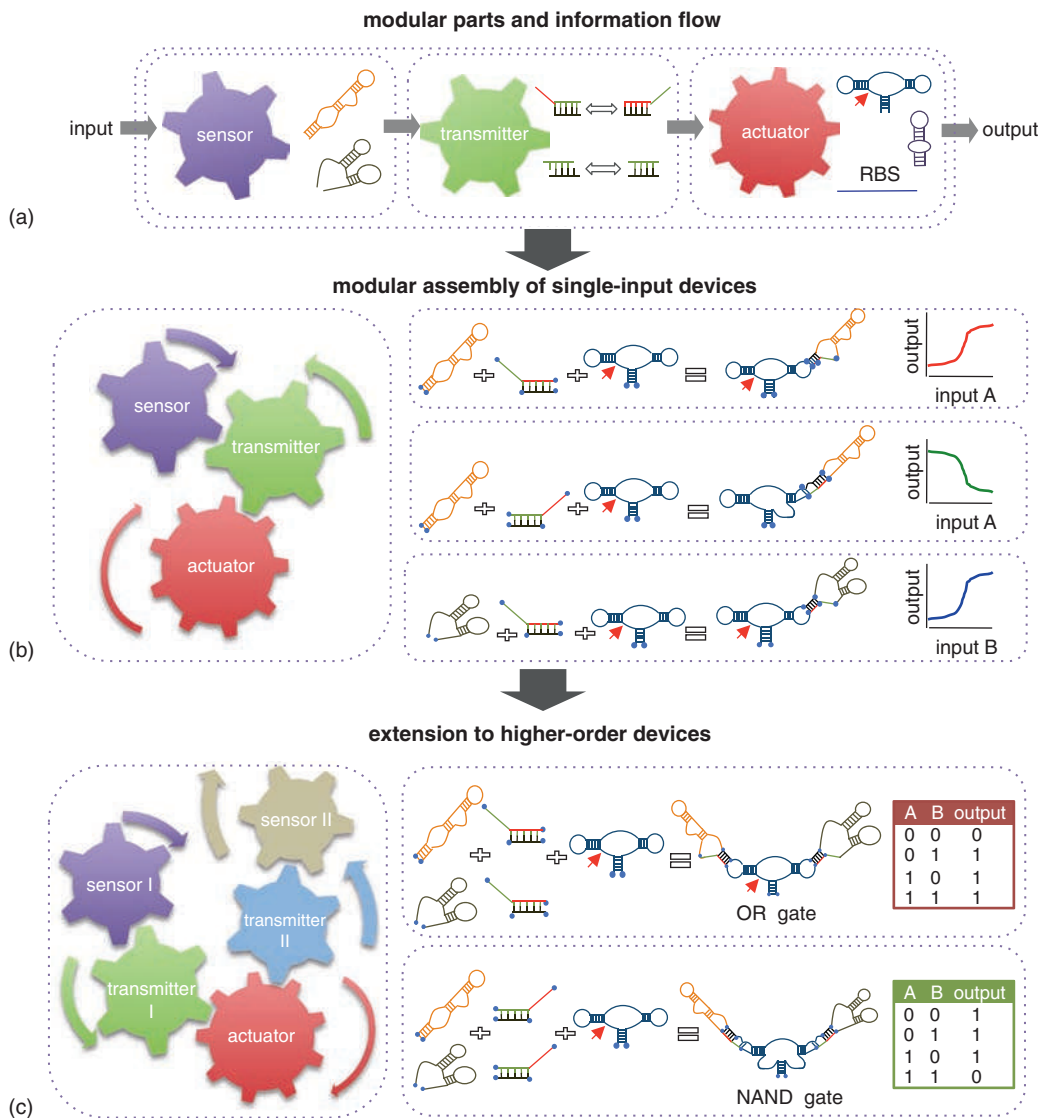 modular parts and information flow
input
sensor
transmitter
actuator
RBS
output
(a)
modular assembly of single-input devices
sensor
transmitter
actuator
output
input A
output
input A
output
input B
(b)
extension to higher-order devices
sensor I
sensor II
transmitter
II
transmitter
I
actuator
OR gate
A B output
0 0 0
0 1 1
1 0 1
1 1 1
NAND gate
A B output
0 0 1
0 1 1
1 0 1
1 1 0
(c)